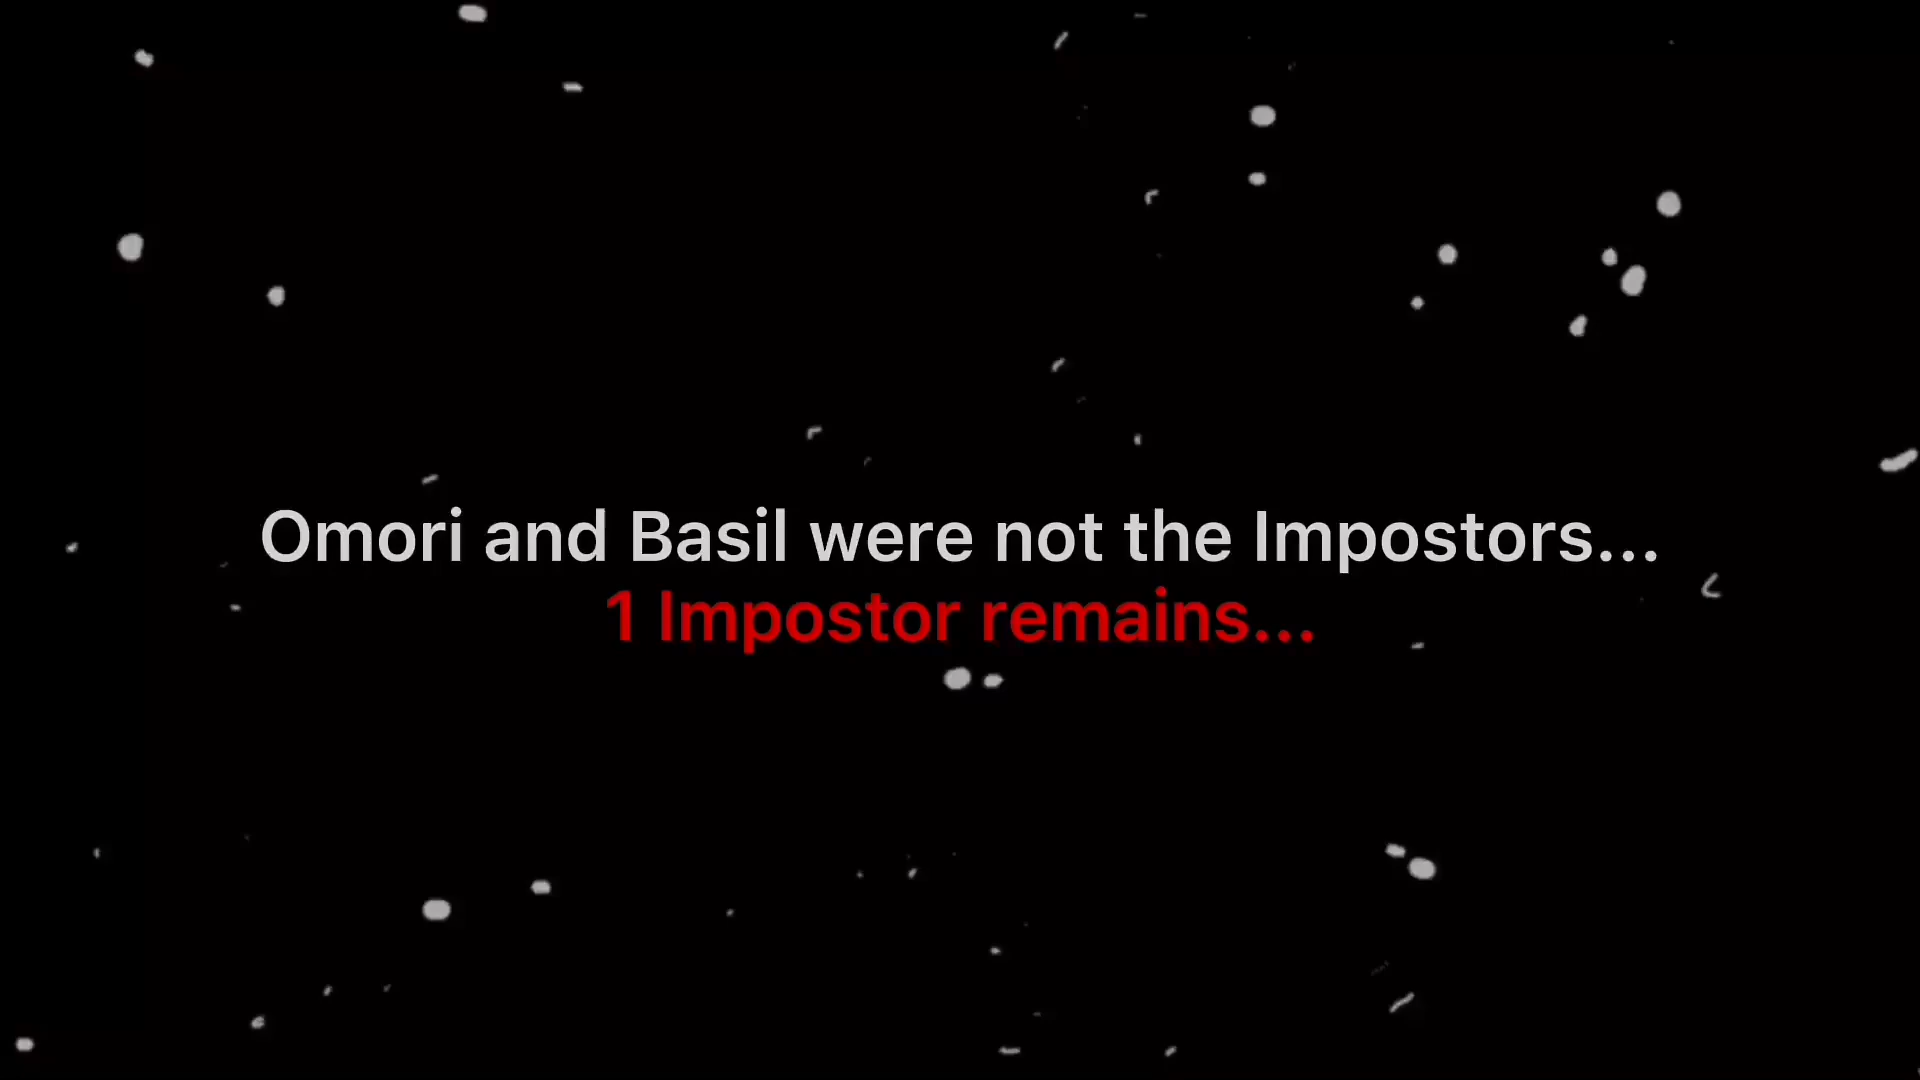 Omori and Basil were not the Impostors...
1 Impostor remains...